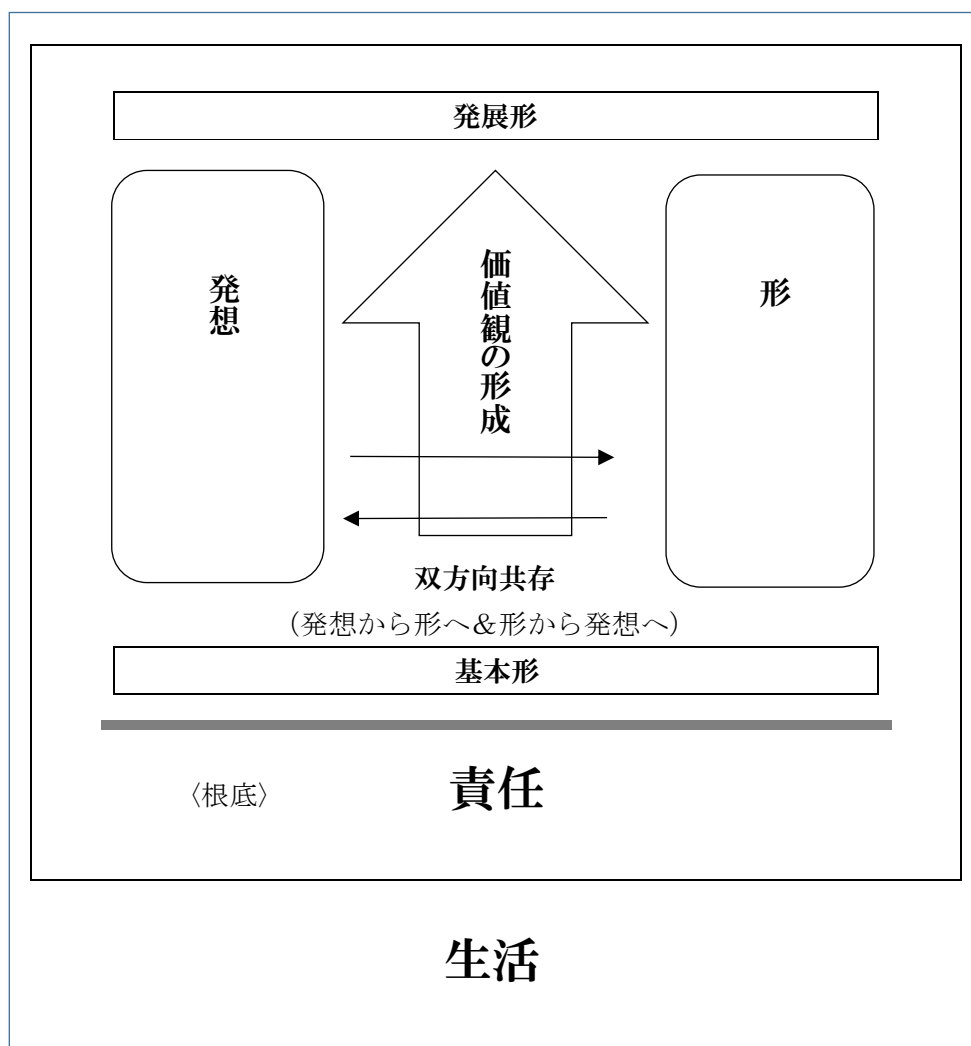 発展形
発想
価値観の形成
形
双方向共存
（発想から形へ＆形から発想へ）
基本形
〈根底〉
責任
生活